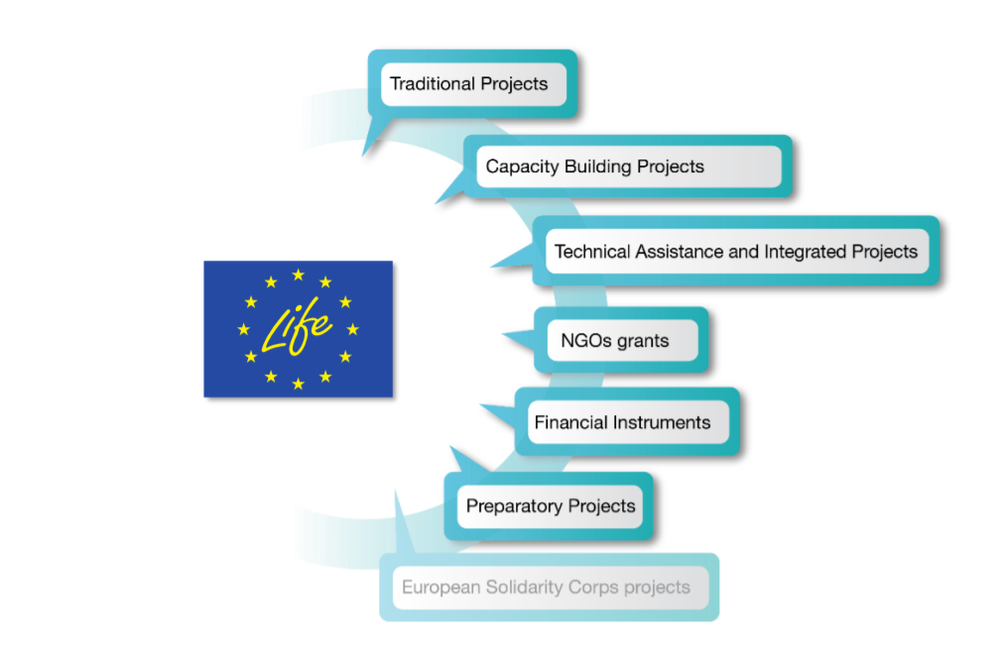 Traditional Projects
Capacity Building Projects
Technical Assistance and Integrated Projects
NGOs grants
Life
Financial Instruments
Preparatory Projects
European Solidarity Corps projects